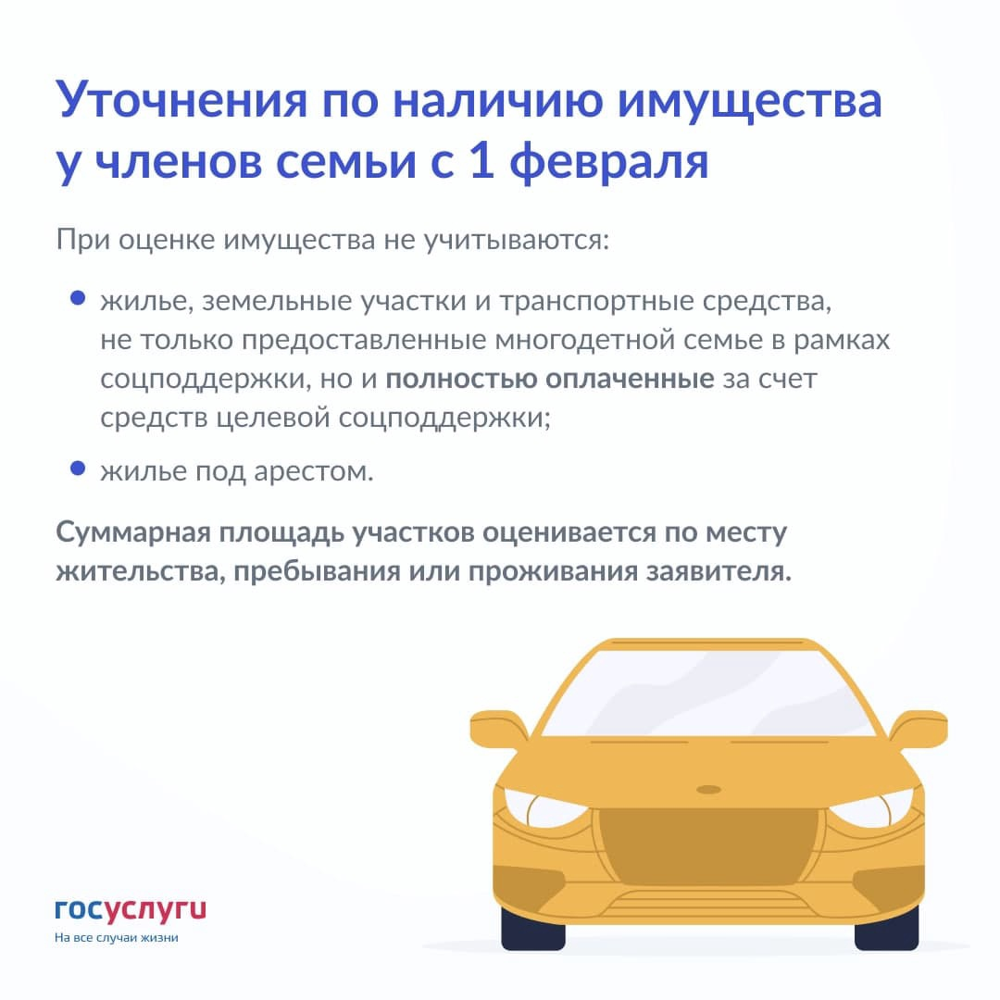 Уточнения по наличию имущества
у членов семьи с 1 февраля
При оценке имущества не учитываются:
• жилье, земельные участки и транспортные средства,
не только предоставленные многодетной семье в рамках
соцподдержки, но и полностью оплаченные за счет
средств целевой соцподдержки;
• жилье под арестом.
Суммарная площадь участков оценивается по месту
жительства, пребывания или проживания заявителя.
госуслуги
На все случаи жизни